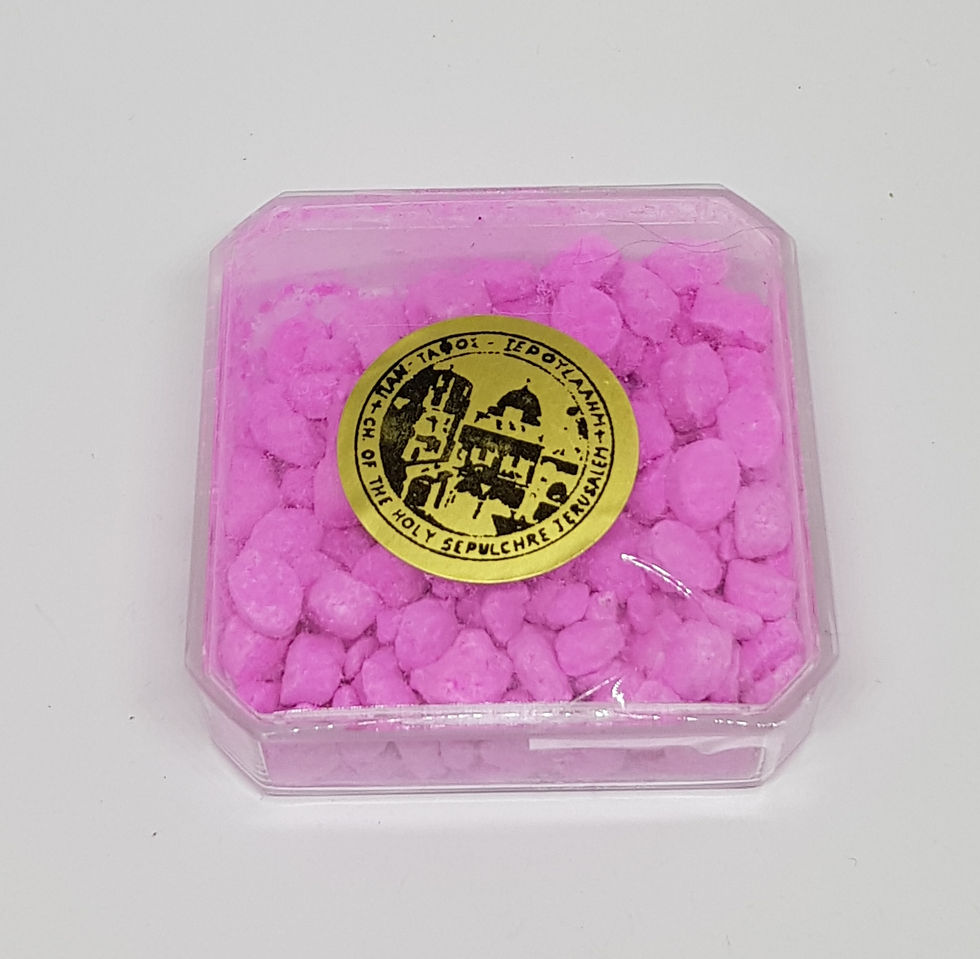 + ΠΑΝ-ΤΑΦΟΣ - ΙΕΡΟΥΣΑΛΗΜ +
CH. OF THE HOLY SEPULCHRE JERUSALEM